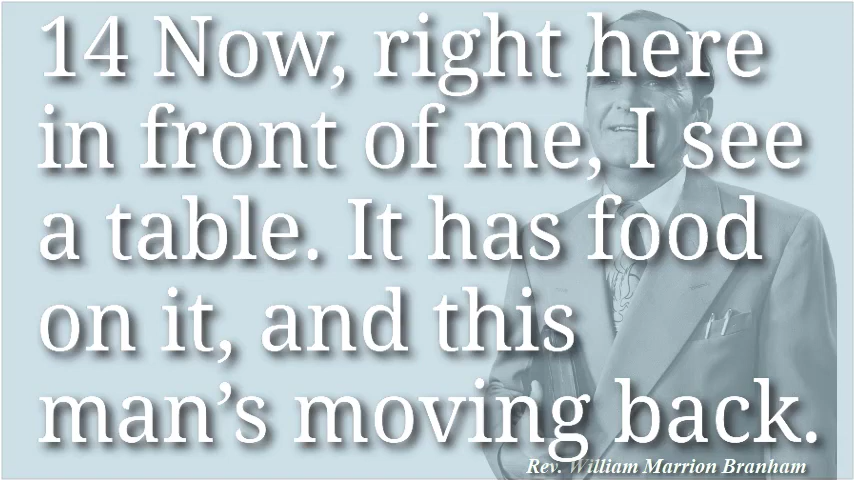 14 Now, right here
in front of me, I see
a table. It has food
on it, and this
man’s moving back.
Rev. William Marrion Branham